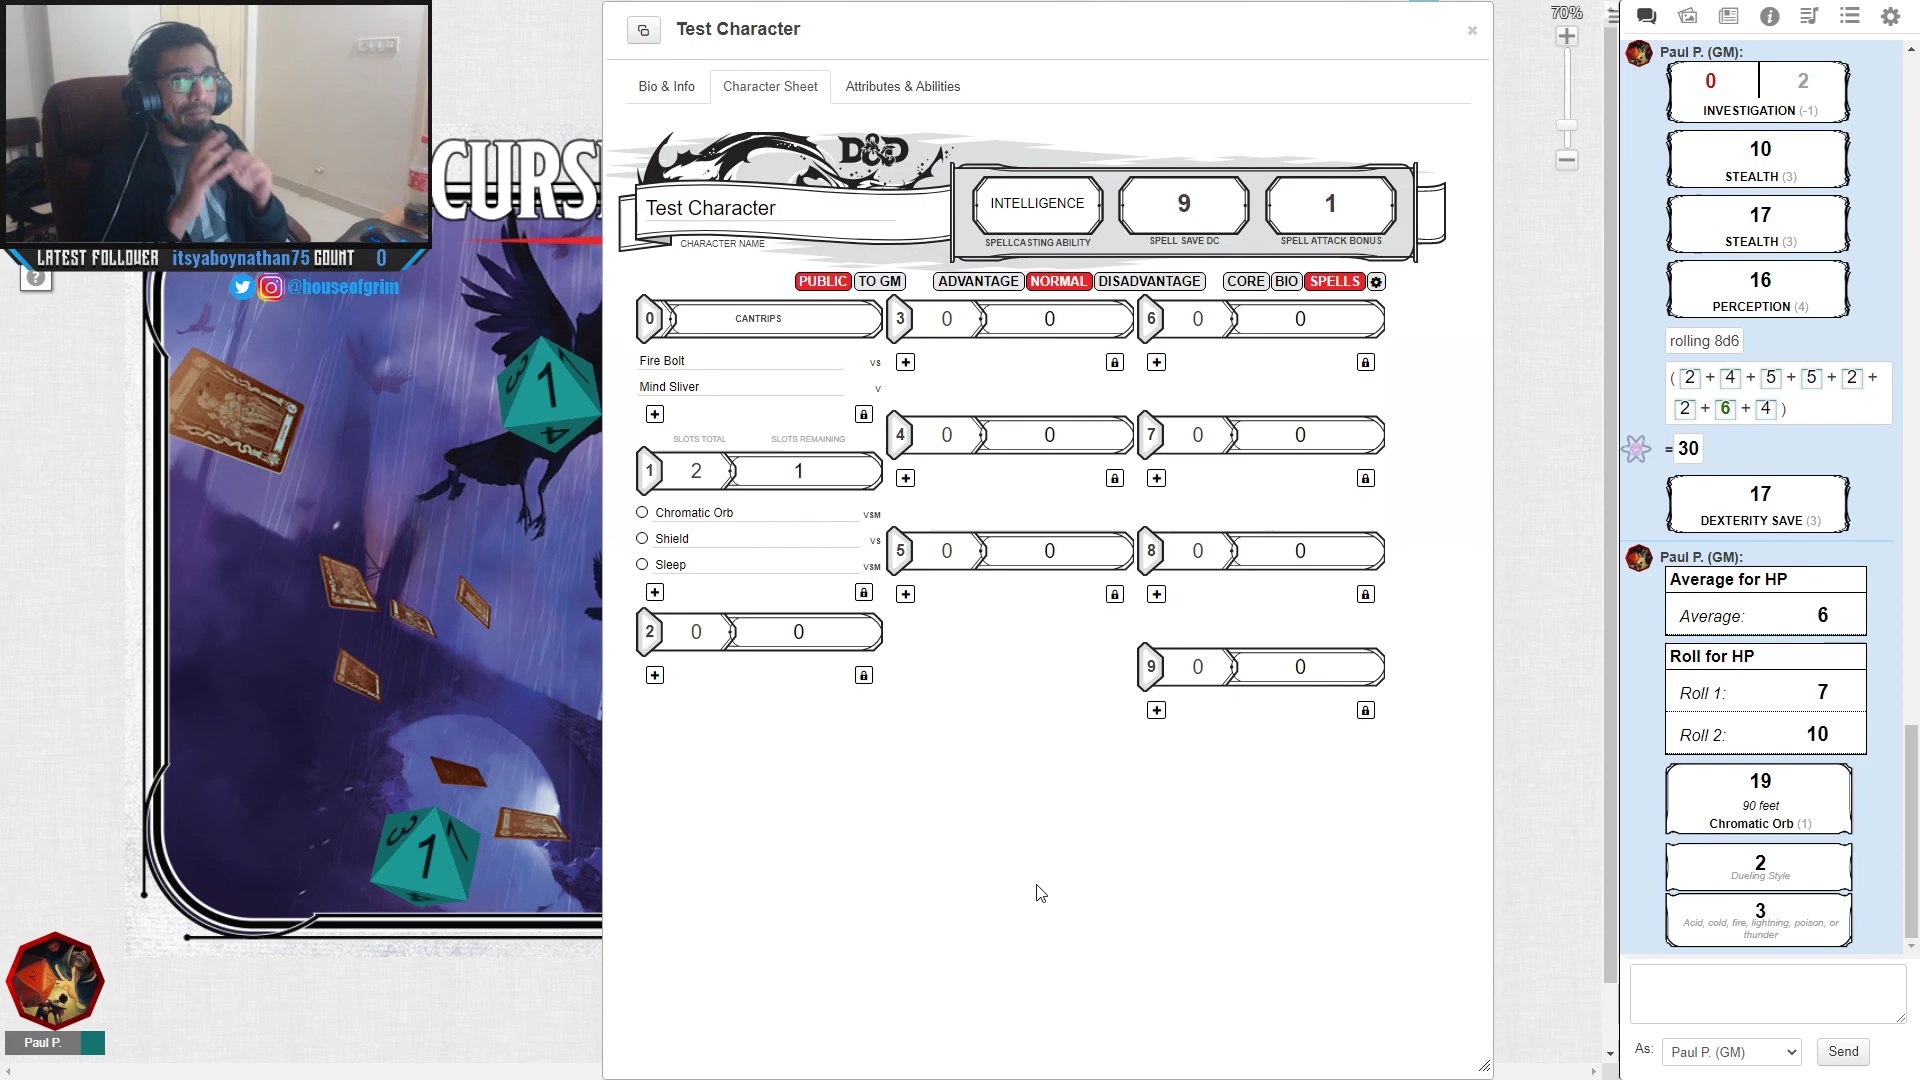 LATEST FOLLOWER itsyaboynathan75 COUNT 0
@houseofgrim
?
CURS
1
4
1
Paul P.
Test Character
Bio & Info
Character Sheet
Attributes & Abilities
D&D
Test Character
CHARACTER NAME
INTELLIGENCE
SPELLCASTING ABILITY
9
SPELL SAVE DC
1
SPELL ATTACK BONUS
PUBLIC TO GM ADVANTAGE NORMAL DISADVANTAGE CORE BIO SPELLS
0 CANTRIPS
Fire Bolt VS
Mind Sliver V
SLOTS TOTAL SLOTS REMAINING
1 2 1
Chromatic Orb VSM
Shield VS
Sleep VSM
2 0 0
3 0 0
4 0 0
5 0 0
6 0 0
7 0 0
8 0 0
9 0 0
70%
Paul P. (GM):
0 2
INVESTIGATION (-1)
10
STEALTH (3)
17
STEALTH (3)
16
PERCEPTION (4)
rolling 8d6
( 2 + 4 + 5 + 5 + 2 +
2 + 6 + 4 )
= 30
17
DEXTERITY SAVE (3)
Paul P. (GM):
Average for HP
Average: 6
Roll for HP
Roll 1: 7
Roll 2: 10
19
90 feet
Chromatic Orb (1)
2
Dueling Style
3
Acid, cold, fire, lightning, poison, or
thunder
As: Paul P. (GM) Send